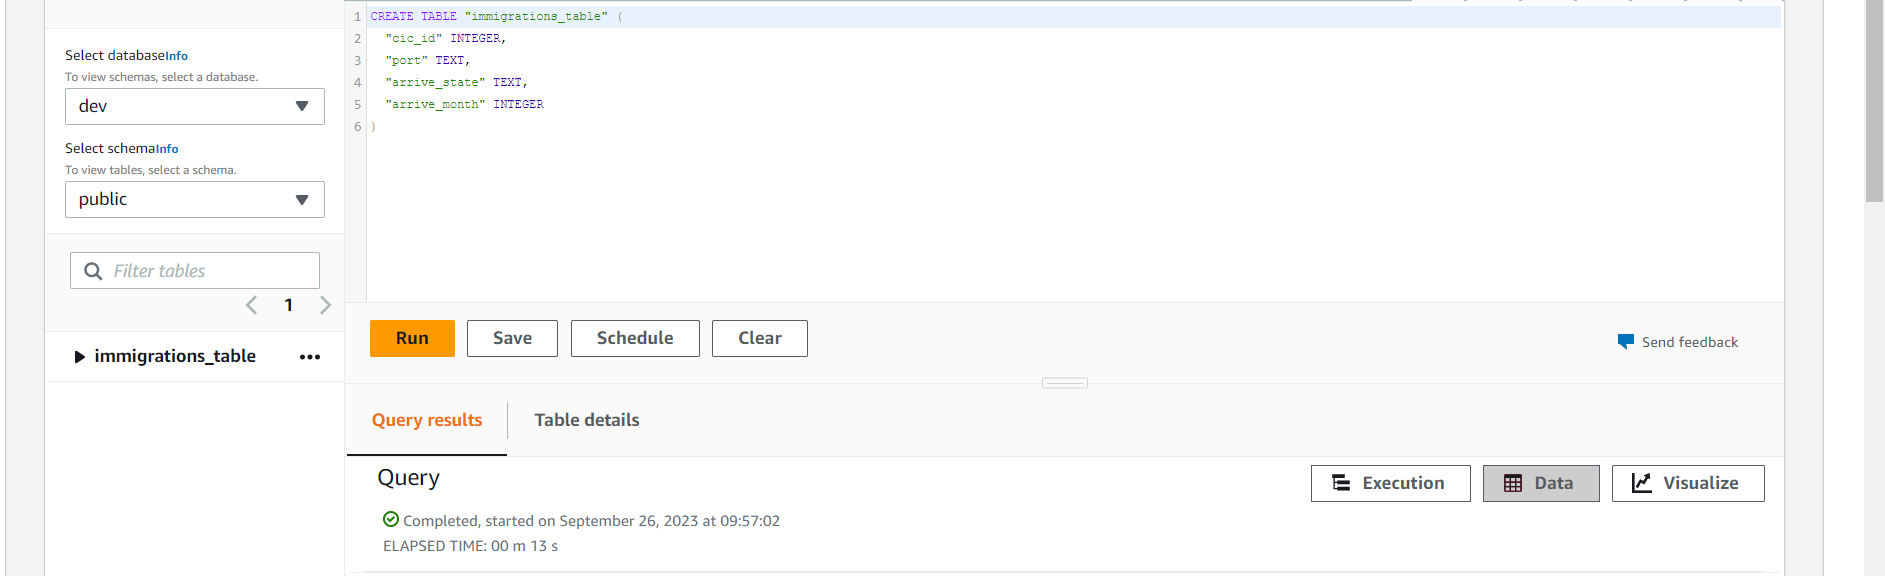 Select databaseInfo
To view schemas, select a database.
dev
Select schemaInfo
To view tables, select a schema.
public
Filter tables
1
immigrations_table
1 CREATE TABLE "immigrations_table" (
2 "cic_id" INTEGER,
3 "port" TEXT,
4 "arrive_state" TEXT,
5 "arrive_month" INTEGER
6 )
Run Save Schedule Clear
Send feedback
Query results Table details
Query
Execution Data Visualize
Completed, started on September 26, 2023 at 09:57:02
ELAPSED TIME: 00 m 13 s